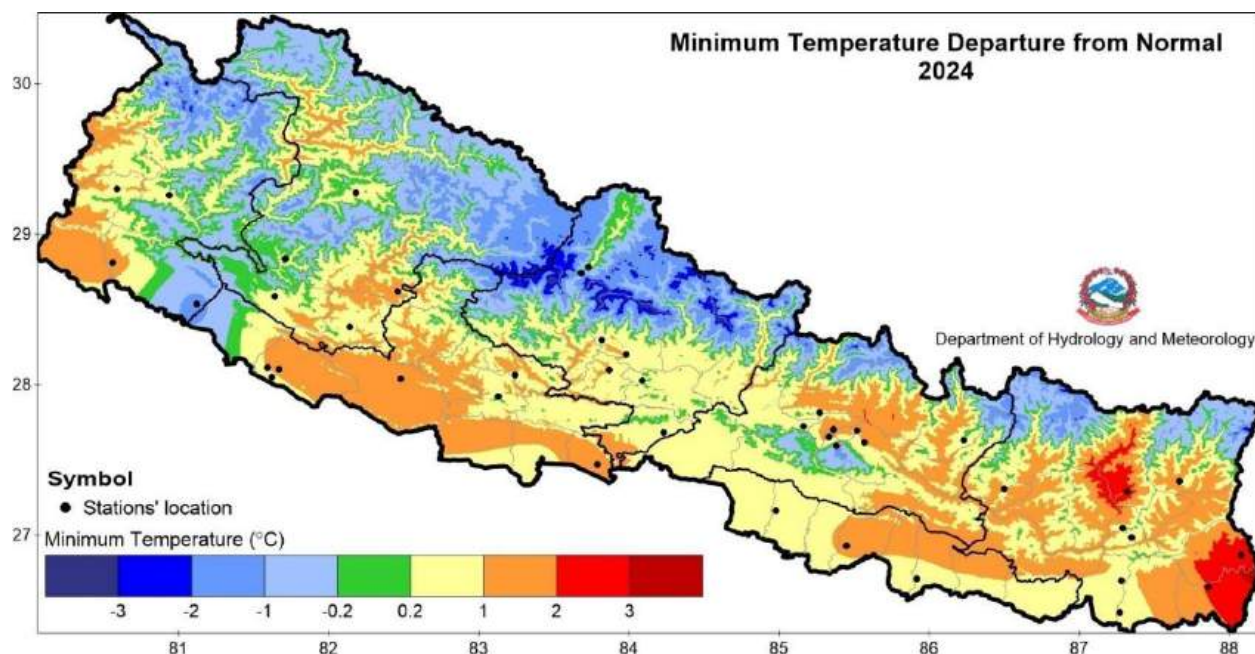 Minimum Temperature Departure from Normal
2024
30
29
28
27
Department of Hydrology and Meteorology
Symbol
Stations' location
Minimum Temperature (°C)
-3 -2 -1 -0.2 0.2 1 2 3
81 82 83 84 85 86 87 88